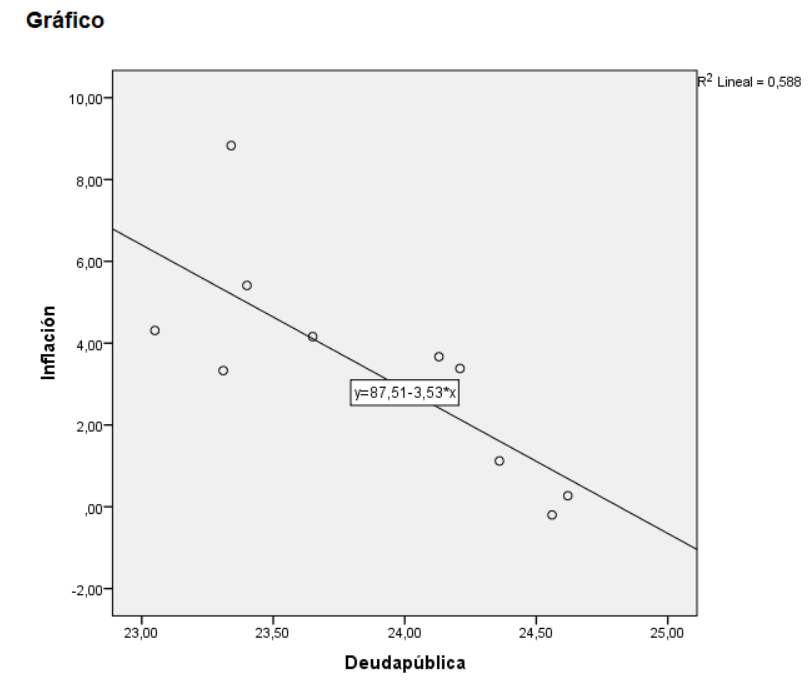 Gráfico
R2 Lineal = 0,588
10,00
8,00
6,00
4,00
2,00
,00
-2,00
Inflación
y=87,51-3,53*x
23,00
23,50
24,00
24,50
25,00
Deudapública